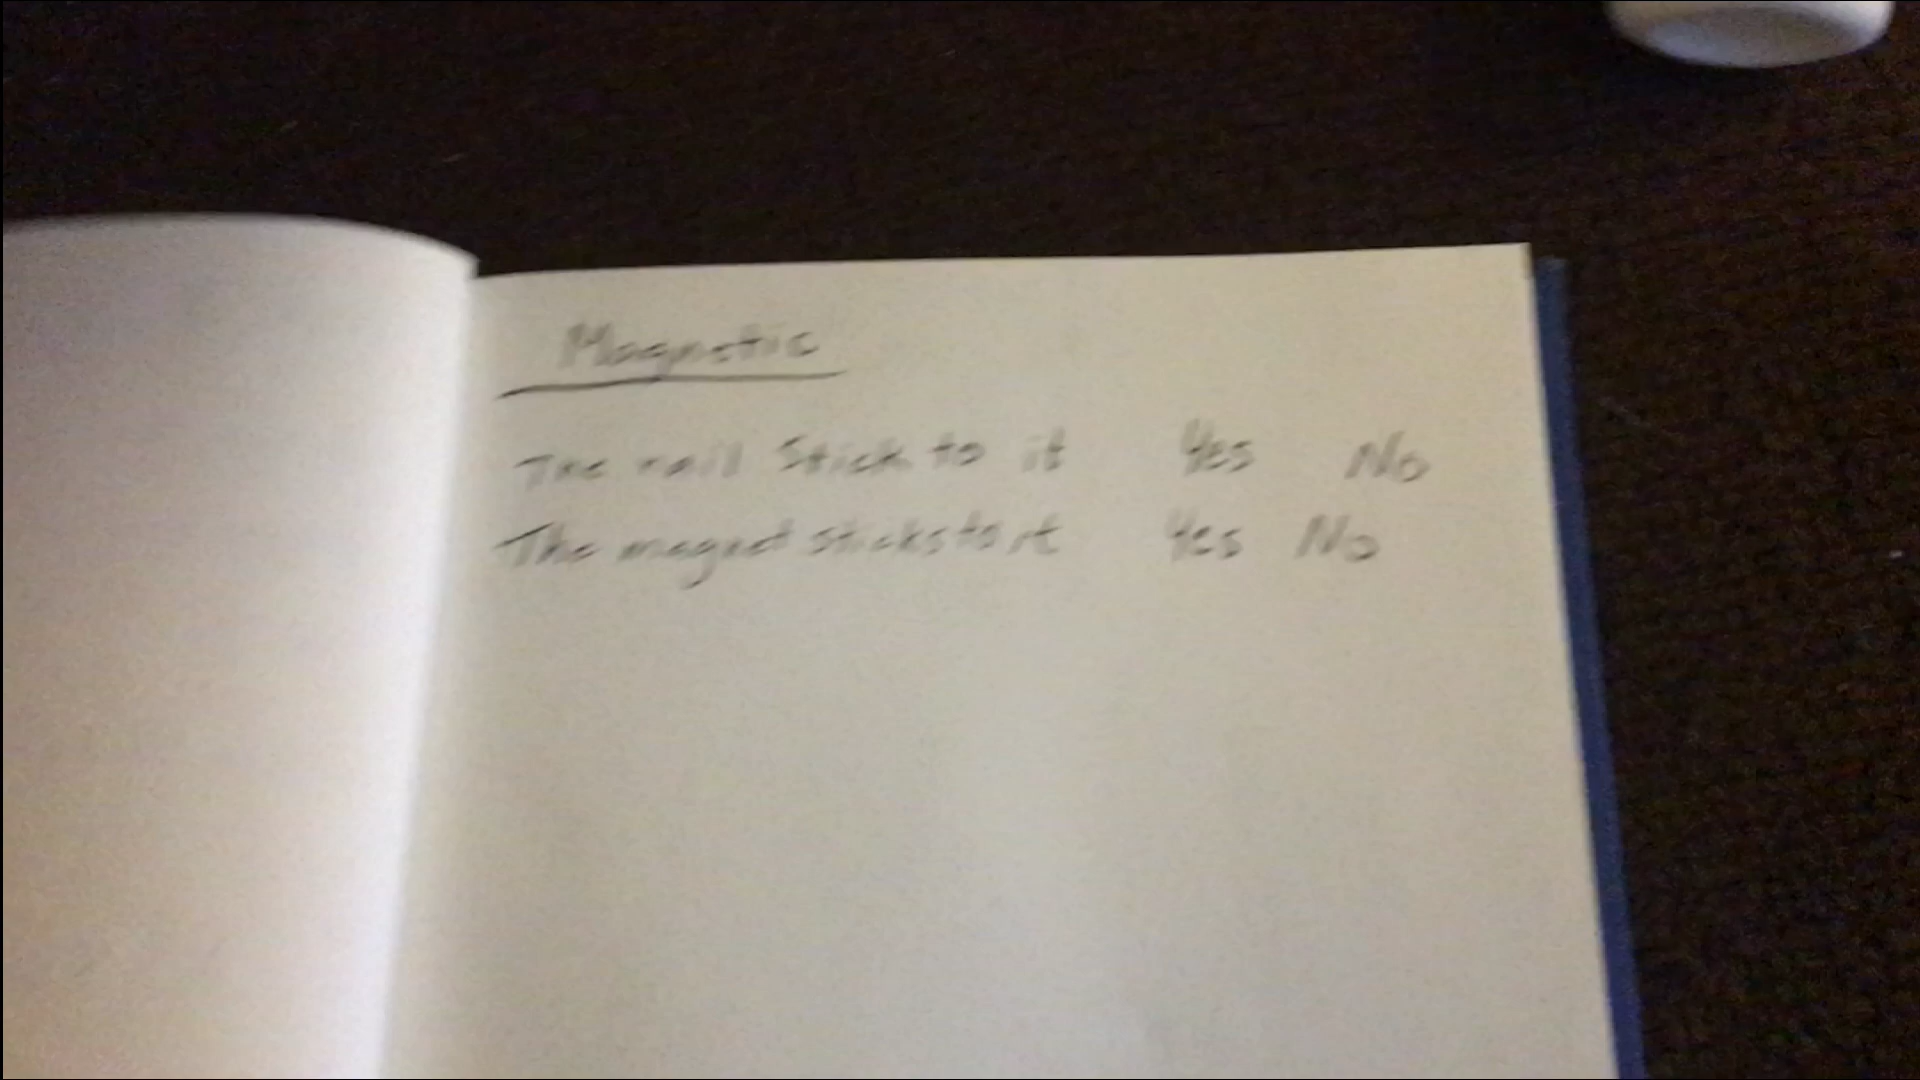 Magnetic
The nail Stick to it Yes No
The magnet sticks to it Yes No